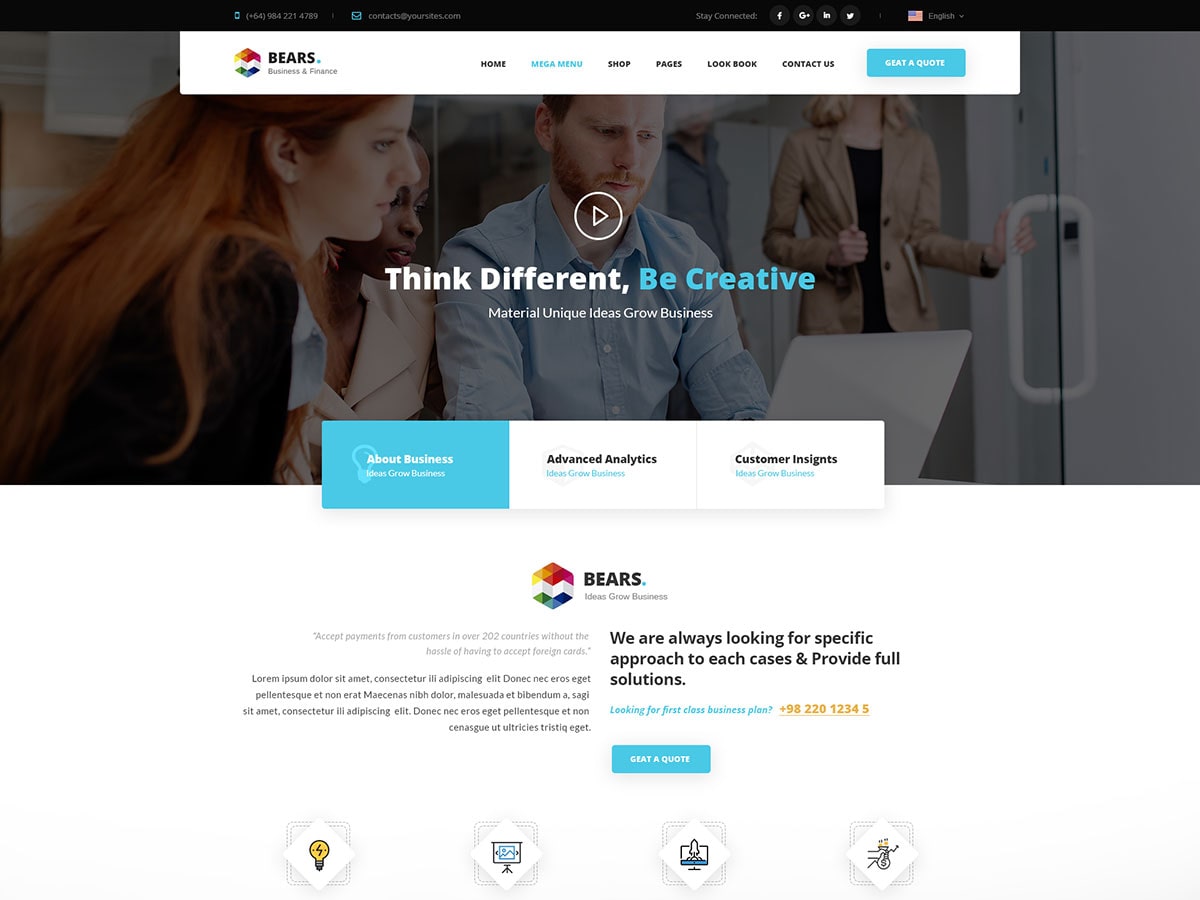 (+64) 984 221 4789
contacts@yoursites.com
Stay Connected:
English
BEARS.
Business & Finance
HOME
MEGA MENU
SHOP
PAGES
LOOK BOOK
CONTACT US
GEAT A QUOTE
Think Different, Be Creative
Material Unique Ideas Grow Business
About Business
Ideas Grow Business
Advanced Analytics
Ideas Grow Business
Customer Insignts
Ideas Grow Business
BEARS.
Ideas Grow Business
“Accept payments from customers in over 202 countries without the
hassle of having to accept foreign cards.”
Lorem ipsum dolor sit amet, consectetur ili adipiscing elit Donec nec eros eget
pellentesque et non erat Maecenas nibh dolor, malesuada et bibendum a, sagi
sit amet, consectetur ili adipiscing elit. Donec nec eros eget pellentesque et non
cenasgue ut ultricies tristiq eget.
We are always looking for specific
approach to each cases & Provide full
solutions.
Looking for first class business plan? +98 220 1234 5
GEAT A QUOTE